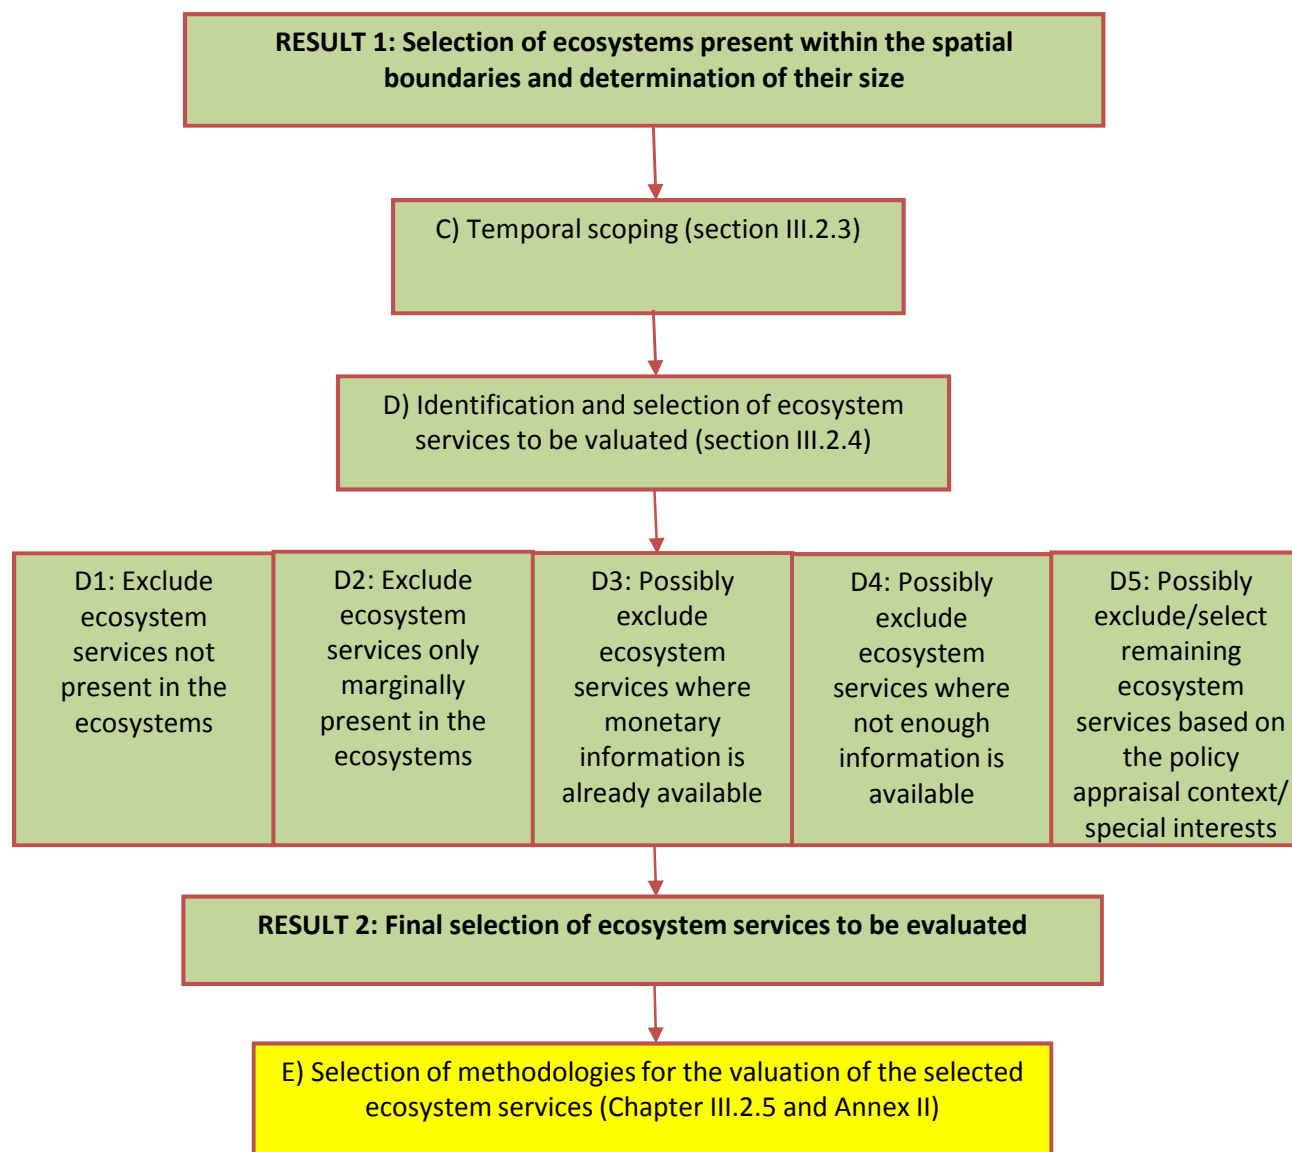 RESULT 1: Selection of ecosystems present within the spatial
boundaries and determination of their size
C) Temporal scoping (section III.2.3)
D) Identification and selection of ecosystem
services to be valuated (section III.2.4)
D1: Exclude
ecosystem
services not
present in the
ecosystems
D2: Exclude
ecosystem
services only
marginally
present in the
ecosystems
D3: Possibly
exclude
ecosystem
services where
monetary
information is
already available
D4: Possibly
exclude
ecosystem
services where
not enough
information is
available
D5: Possibly
exclude/select
remaining
ecosystem
services based on
the policy
appraisal context/
special interests
RESULT 2: Final selection of ecosystem services to be evaluated
E) Selection of methodologies for the valuation of the selected
ecosystem services (Chapter III.2.5 and Annex II)